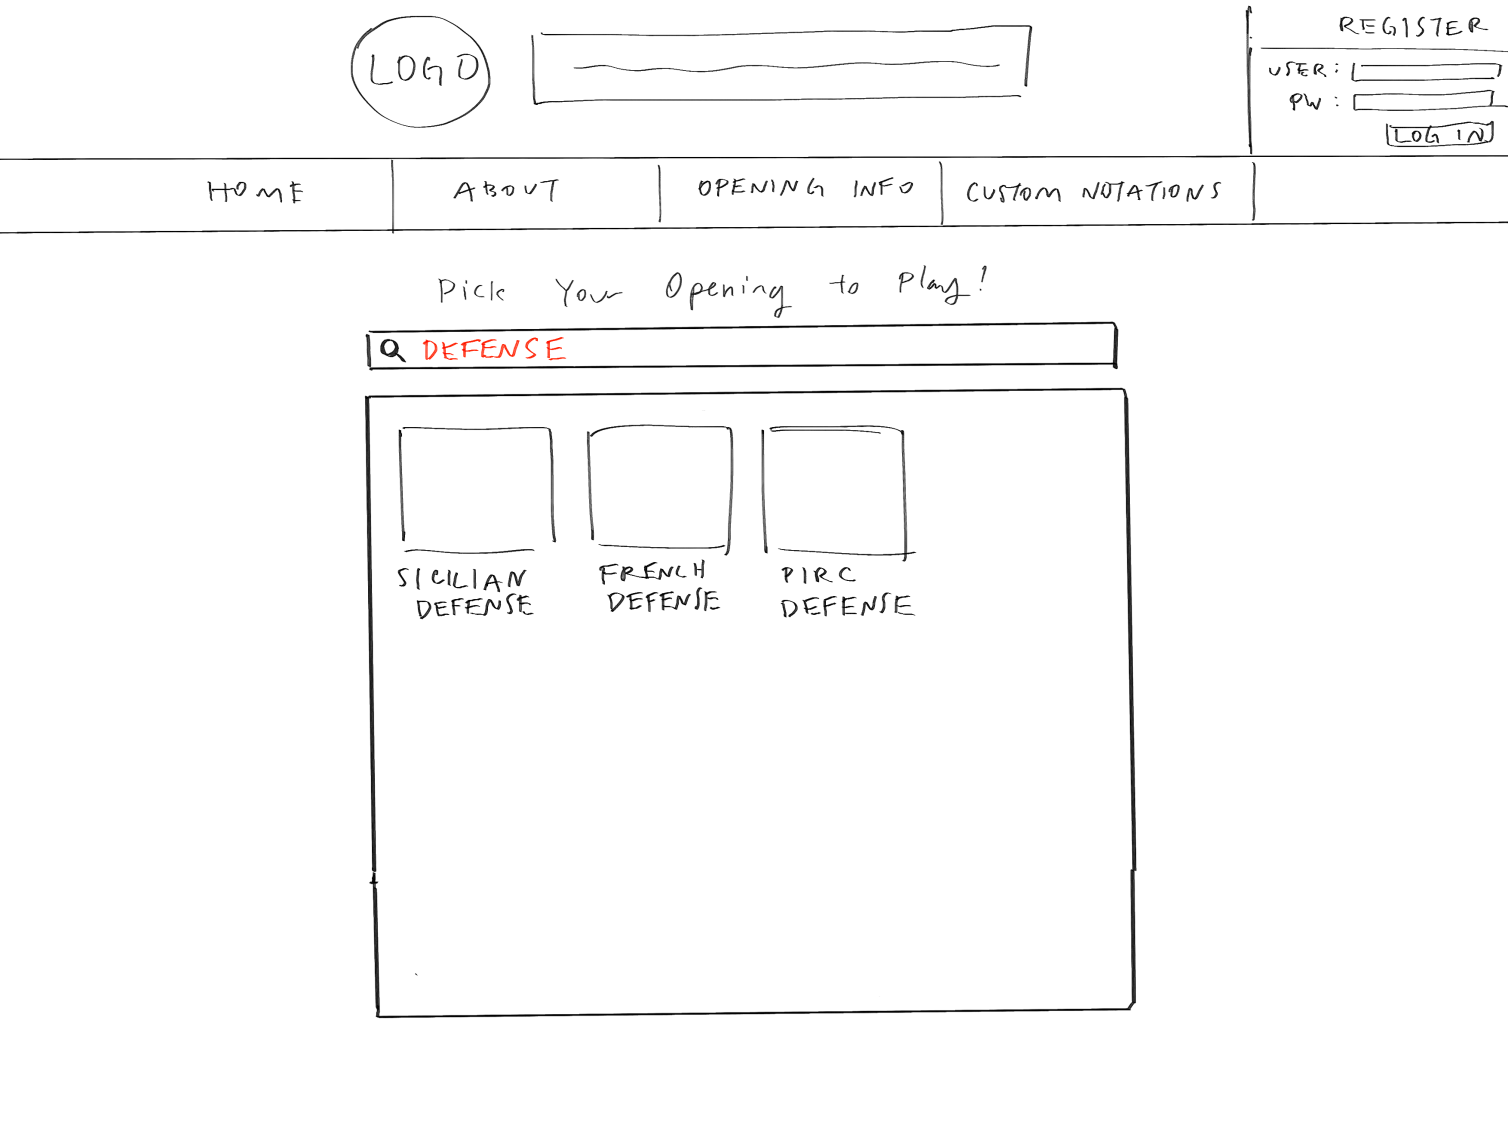 LOGO
REGISTER
USER:
PW:
LOG IN
HOME
ABOUT
OPENING INFO
CUSTOM NOTATIONS
Pick Your Opening to Play!
DEFENSE
SICILIAN
DEFENSE
FRENCH
DEFENSE
PIRC
DEFENSE